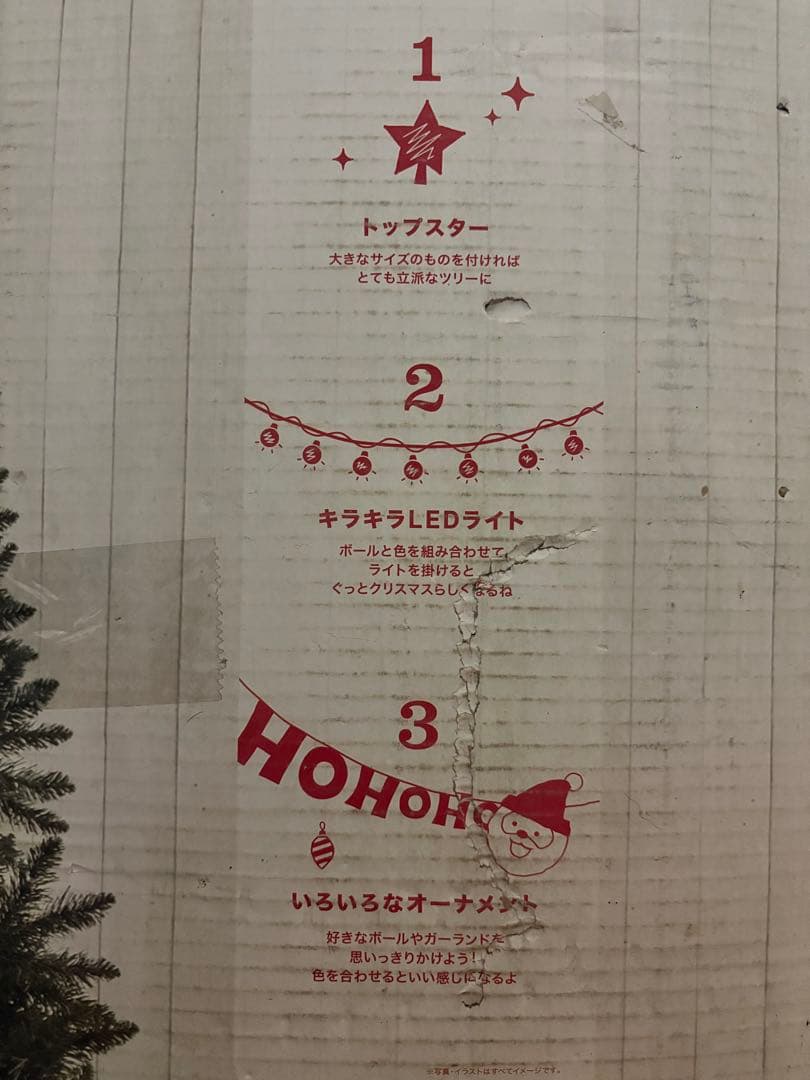 1
トップスター
大きなサイズのものを付ければ
とても立派なツリーに
2
キラキラLEDライト
ボールと色を組み合わせて、
ライトを掛けると
ぐっとクリスマスらしくなるね
3
HOHOHO
いろいろなオーナメント
好きなボールやガーランドを
思いっきりかけよう!
色を合わせるといい感じになるよ
※写真・イラストはすべてイメージです。